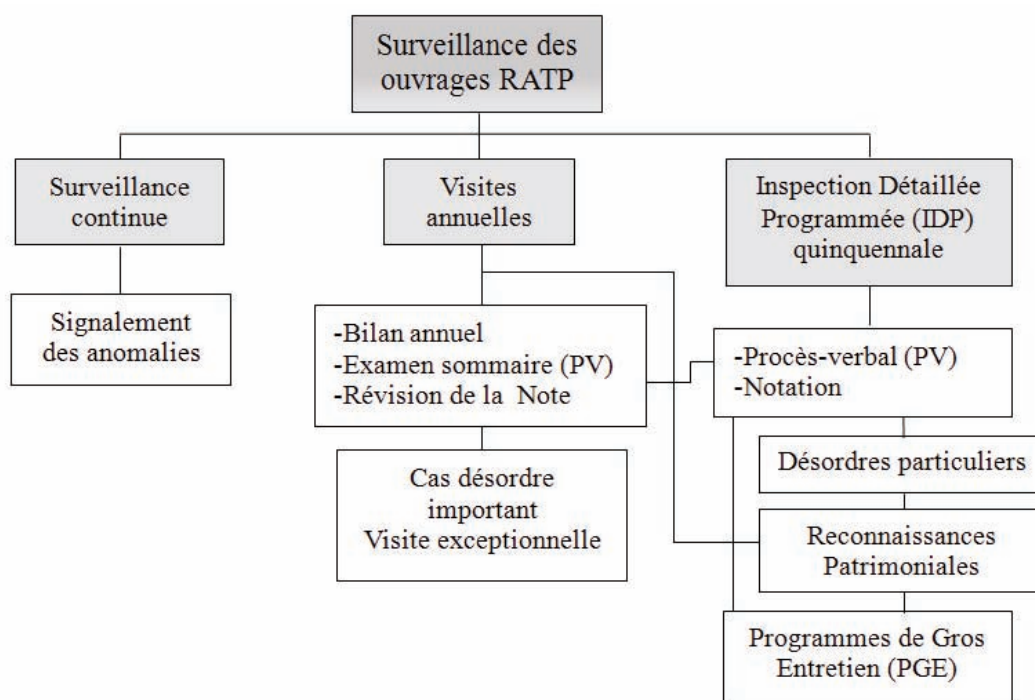 Surveillance des
ouvrages RATP
Surveillance
continue
Visites
annuelles
Inspection Détaillée
Programmée (IDP)
quinquennale
Signalement
des anomalies
-Bilan annuel
-Examen sommaire (PV)
-Révision de la Note
-Procès-verbal (PV)
-Notation
Cas désordre
important
Visite exceptionnelle
Désordres particuliers
Reconnaissances
Patrimoniales
Programmes de Gros
Entretien (PGE)